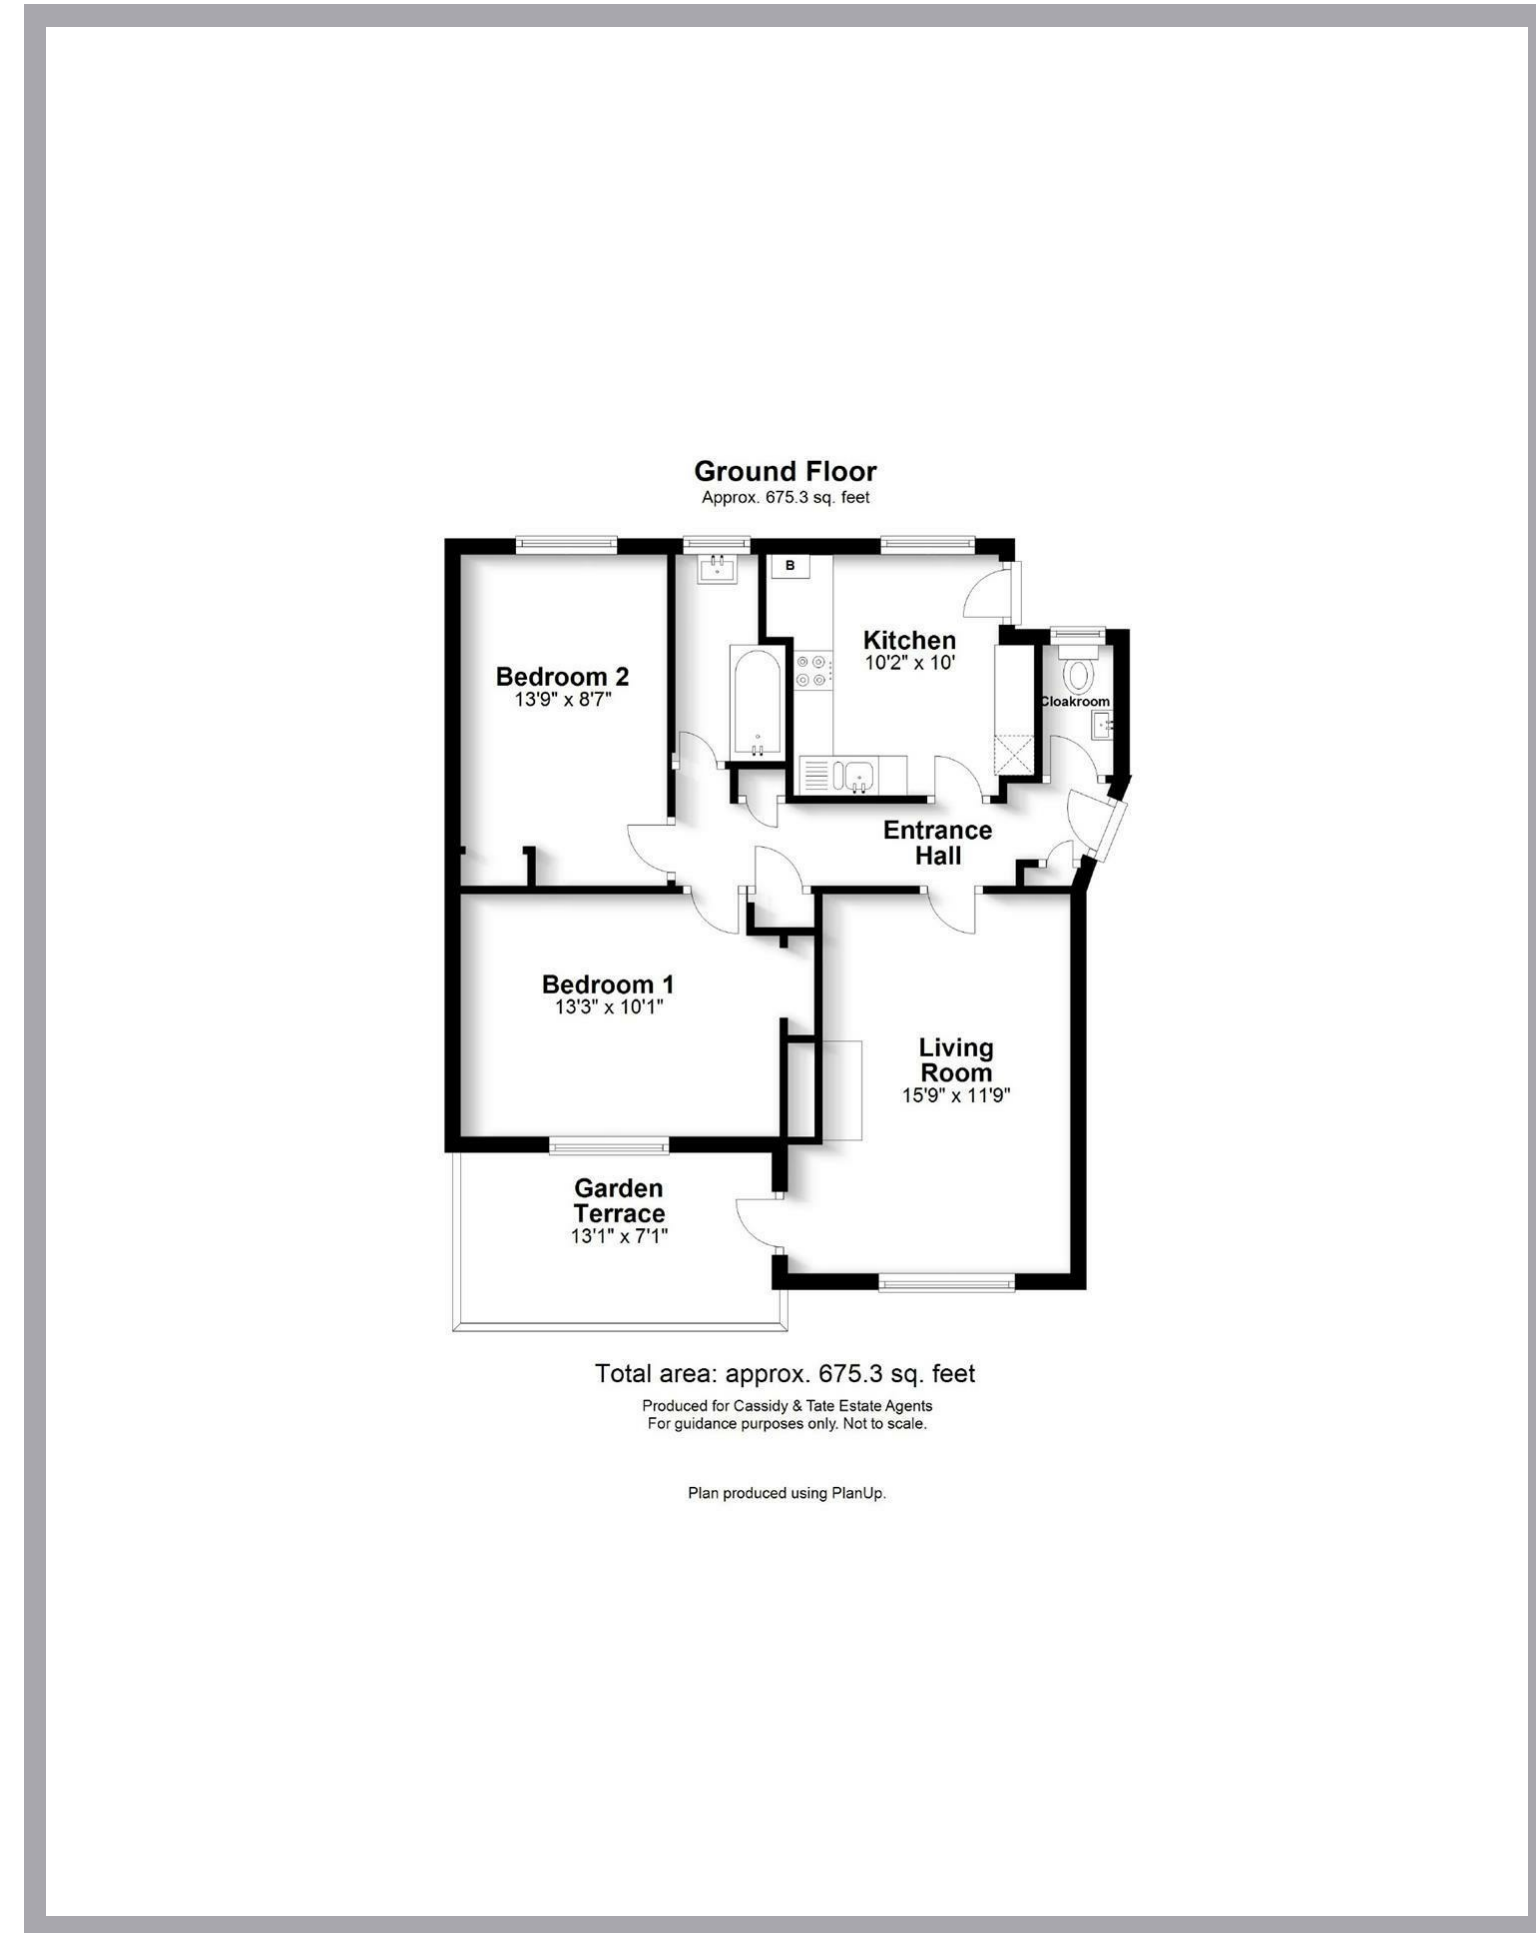 Ground Floor
Approx. 675.3 sq. feet
B
Kitchen
10'2" x 10'
Bedroom 2
13'9" x 8'7"
Cloakroom
Entrance
Hall
Bedroom 1
13'3" x 10'1"
Living
Room
15'9" x 11'9"
Garden
Terrace
13'1" x 7'1"
Total area: approx. 675.3 sq. feet
Produced for Cassidy & Tate Estate Agents
For guidance purposes only. Not to scale.
Plan produced using PlanUp.